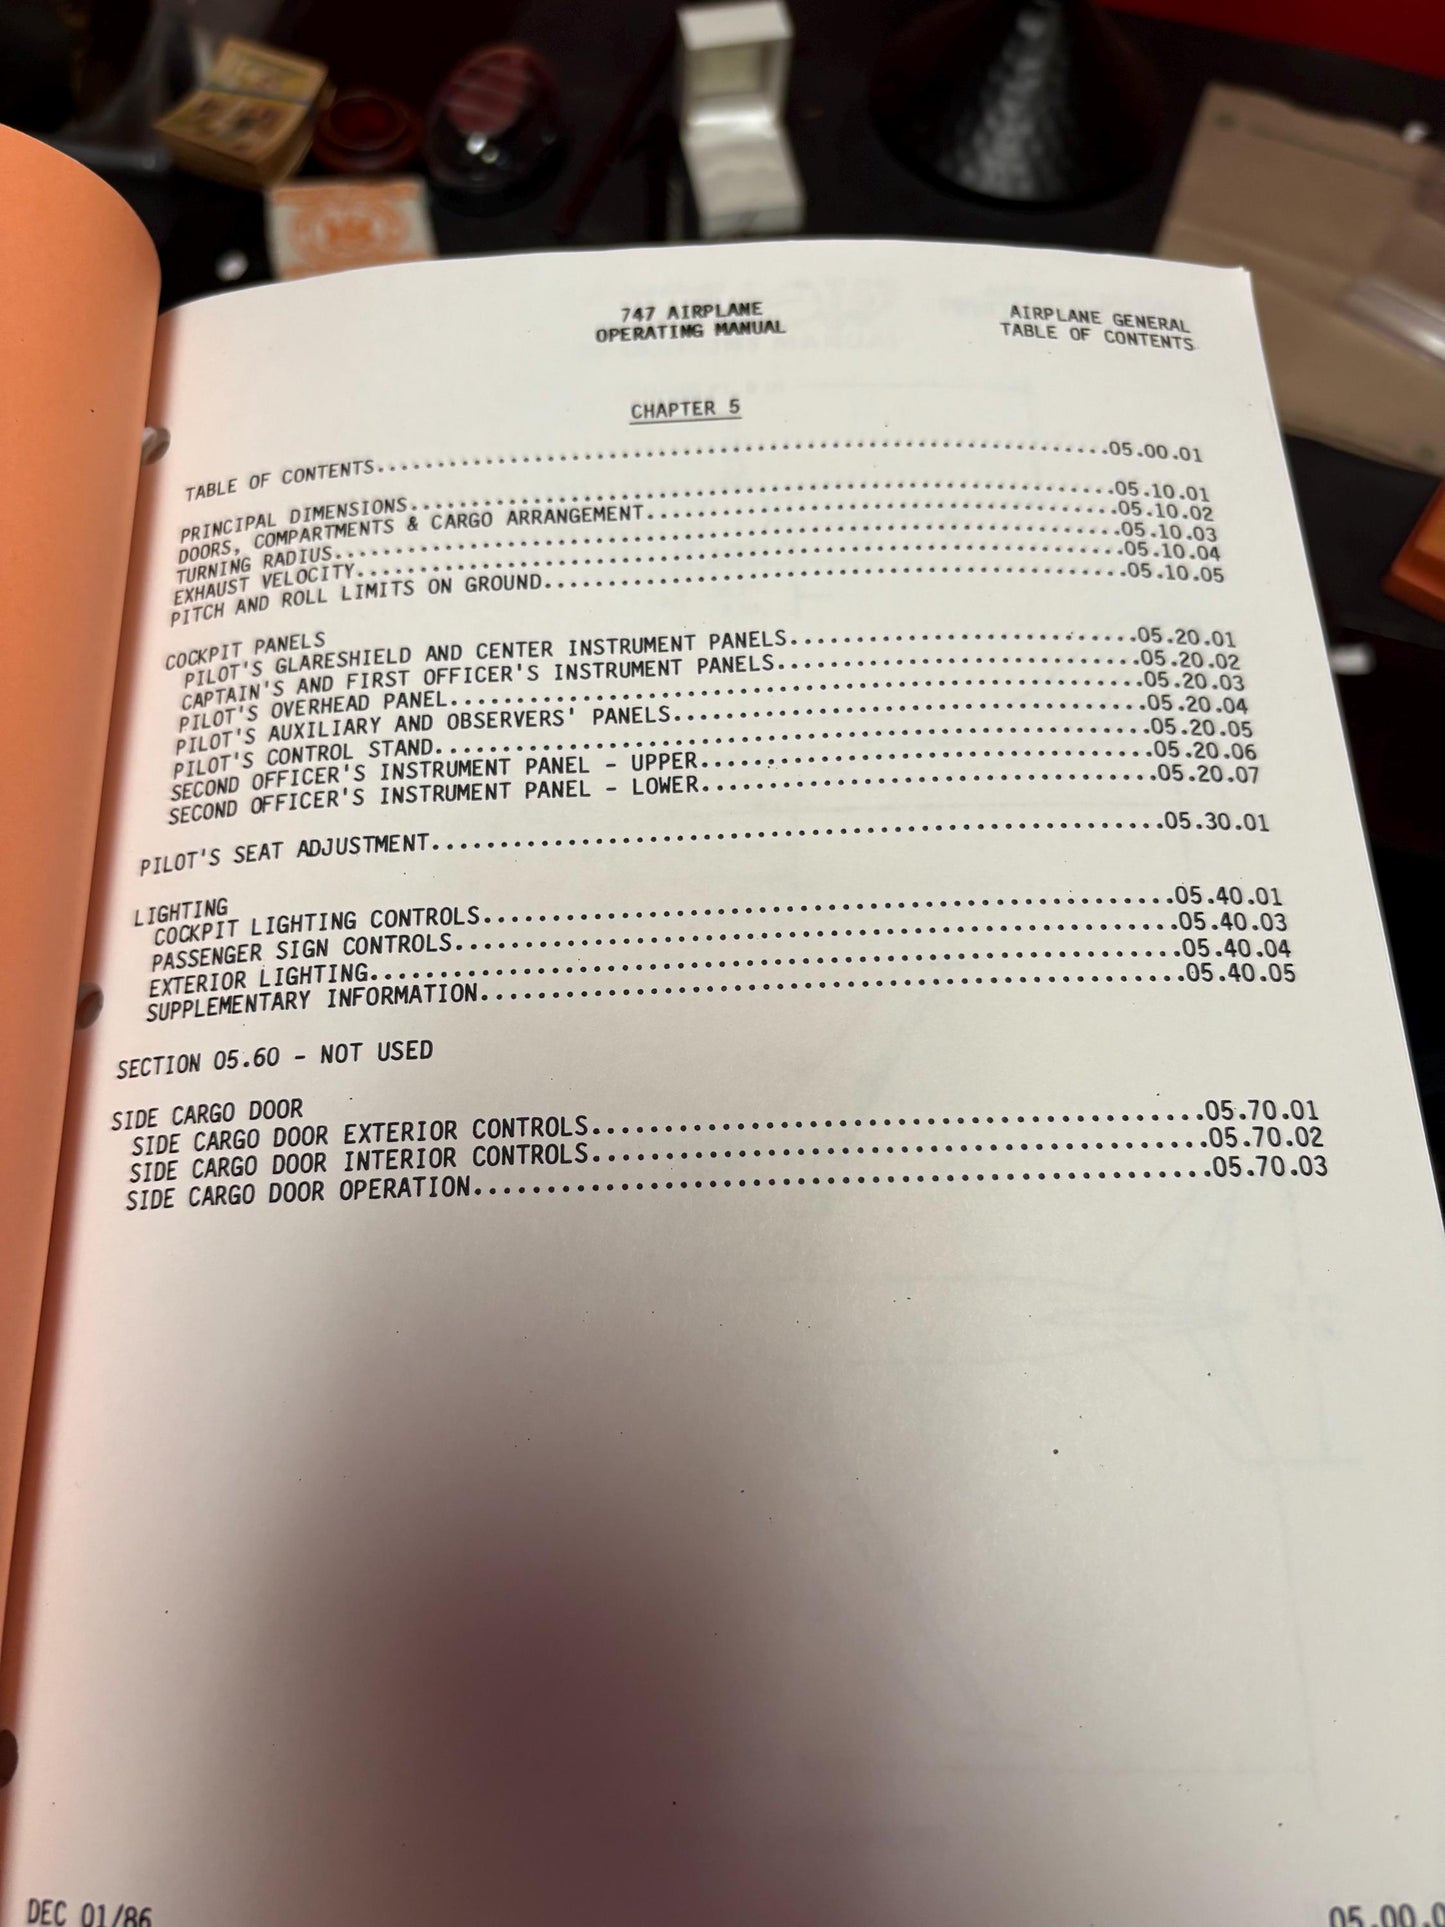 747 AIRPLANE
OPERATING MANUAL
AIRPLANE GENERAL
TABLE OF CONTENTS
CHAPTER 5
TABLE OF CONTENTS.......................................................05.00.01
PRINCIPAL DIMENSIONS....................................................05.10.01
DOORS, COMPARTMENTS & CARGO ARRANGEMENT.................................05.10.02
TURNING RADIUS..........................................................05.10.03
EXHAUST VELOCITY........................................................05.10.04
PITCH AND ROLL LIMITS ON GROUND.........................................05.10.05
COCKPIT PANELS
PILOT'S GLARESHIELD AND CENTER INSTRUMENT PANELS........................05.20.01
CAPTAIN'S AND FIRST OFFICER'S INSTRUMENT PANELS.........................05.20.02
PILOT'S OVERHEAD PANEL..................................................05.20.03
PILOT'S AUXILIARY AND OBSERVERS' PANELS.................................05.20.04
PILOT'S CONTROL STAND...................................................05.20.05
SECOND OFFICER'S INSTRUMENT PANEL - UPPER...............................05.20.06
SECOND OFFICER'S INSTRUMENT PANEL - LOWER...............................05.20.07
PILOT'S SEAT ADJUSTMENT.................................................05.30.01
LIGHTING
COCKPIT LIGHTING CONTROLS...............................................05.40.01
PASSENGER SIGN CONTROLS.................................................05.40.03
EXTERIOR LIGHTING.......................................................05.40.04
SUPPLEMENTARY INFORMATION...............................................05.40.05
SECTION 05.60 - NOT USED
SIDE CARGO DOOR
SIDE CARGO DOOR EXTERIOR CONTROLS.......................................05.70.01
SIDE CARGO DOOR INTERIOR CONTROLS.......................................05.70.02
SIDE CARGO DOOR OPERATION...............................................05.70.03
DEC 01/86
05.00.0